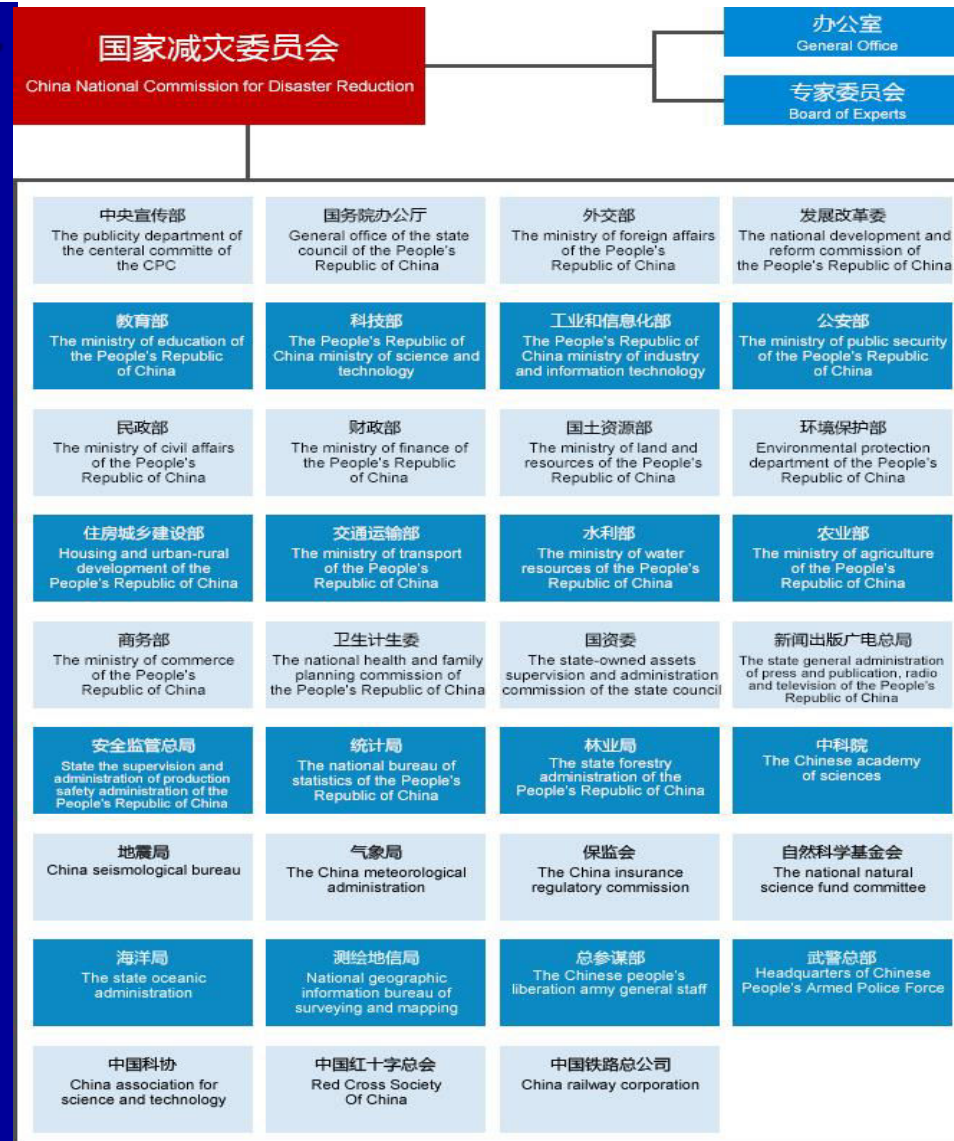 国家减灾委员会
China National Commission for Disaster Reduction
办公室
General Office
专家委员会
Board of Experts
中央宣传部
The publicity department of
the centeral committe of
the CPC
国务院办公厅
General office of the state
council of the People's
Republic of China
外交部
The ministry of foreign affairs
of the People's
Republic of China
发展改革委
The national development and
reform commission of
the People's Republic of China
教育部
The ministry of education of
the People's Republic
of China
科技部
The People's Republic of
China ministry of science and
technology
工业和信息化部
The People's Republic of
China ministry of industry
and information technology
公安部
The ministry of public security
of the People's Republic
of China
民政部
The ministry of civil affairs
of the People's
Republic of China
财政部
The ministry of finance of
the People's Republic
of China
国土资源部
The ministry of land and
resources of the People's
Republic of China
环境保护部
Environmental protection
department of the People's
Republic of China
住房城乡建设部
Housing and urban-rural
development of the
People's Republic of China
交通运输部
The ministry of transport
of the People's
Republic of China
水利部
The ministry of water
resources of the People's
Republic of China
农业部
The ministry of agriculture
of the People's
Republic of China
商务部
The ministry of commerce
of the People's
Republic of China
卫生计生委
The national health and family
planning commission of
the People's Republic of China
国资委
The state-owned assets
supervision and administration
commission of the state council
新闻出版广电总局
The state general administration
of press and publication, radio
and television of the People's
Republic of China
安全监管总局
State the supervision and
administration of production
safety administration of the
People's Republic of China
统计局
The national bureau of
statistics of the People's
Republic of China
林业局
The state forestry
administration of the
People's Republic of China
中科院
The Chinese academy
of sciences
地震局
China seismological bureau
气象局
The China meteorological
administration
保监会
The China insurance
regulatory commission
自然科学基金会
The national natural
science fund committee
海洋局
The state oceanic
administration
测绘地信局
National geographic
information bureau of
surveying and mapping
总参谋部
The Chinese people's
liberation army general staff
武警总部
Headquarters of Chinese
People's Armed Police Force
中国科协
China association for
science and technology
中国红十字总会
Red Cross Society
Of China
中国铁路总公司
China railway corporation